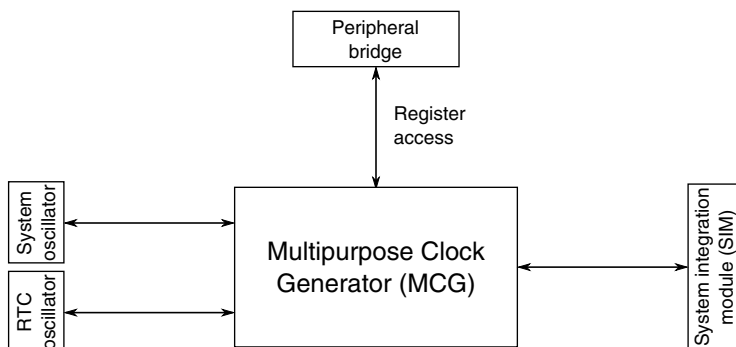 Peripheral
bridge
Register
access
System
oscillator
RTC
oscillator
Multipurpose Clock
Generator (MCG)
System integration
module (SIM)